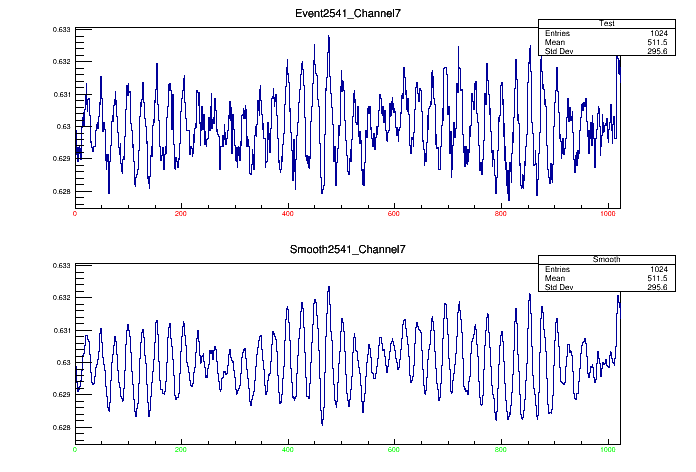 Event2541_Channel7
Test
Entries 1024
Mean 511.5
Std Dev 295.6
0.633
0.632
0.631
0.63
0.629
0.628
0 200 400 600 800 1000
Smooth2541_Channel7
Smooth
Entries 1024
Mean 511.5
Std Dev 295.6
0.633
0.632
0.631
0.63
0.629
0.628
0 200 400 600 800 1000